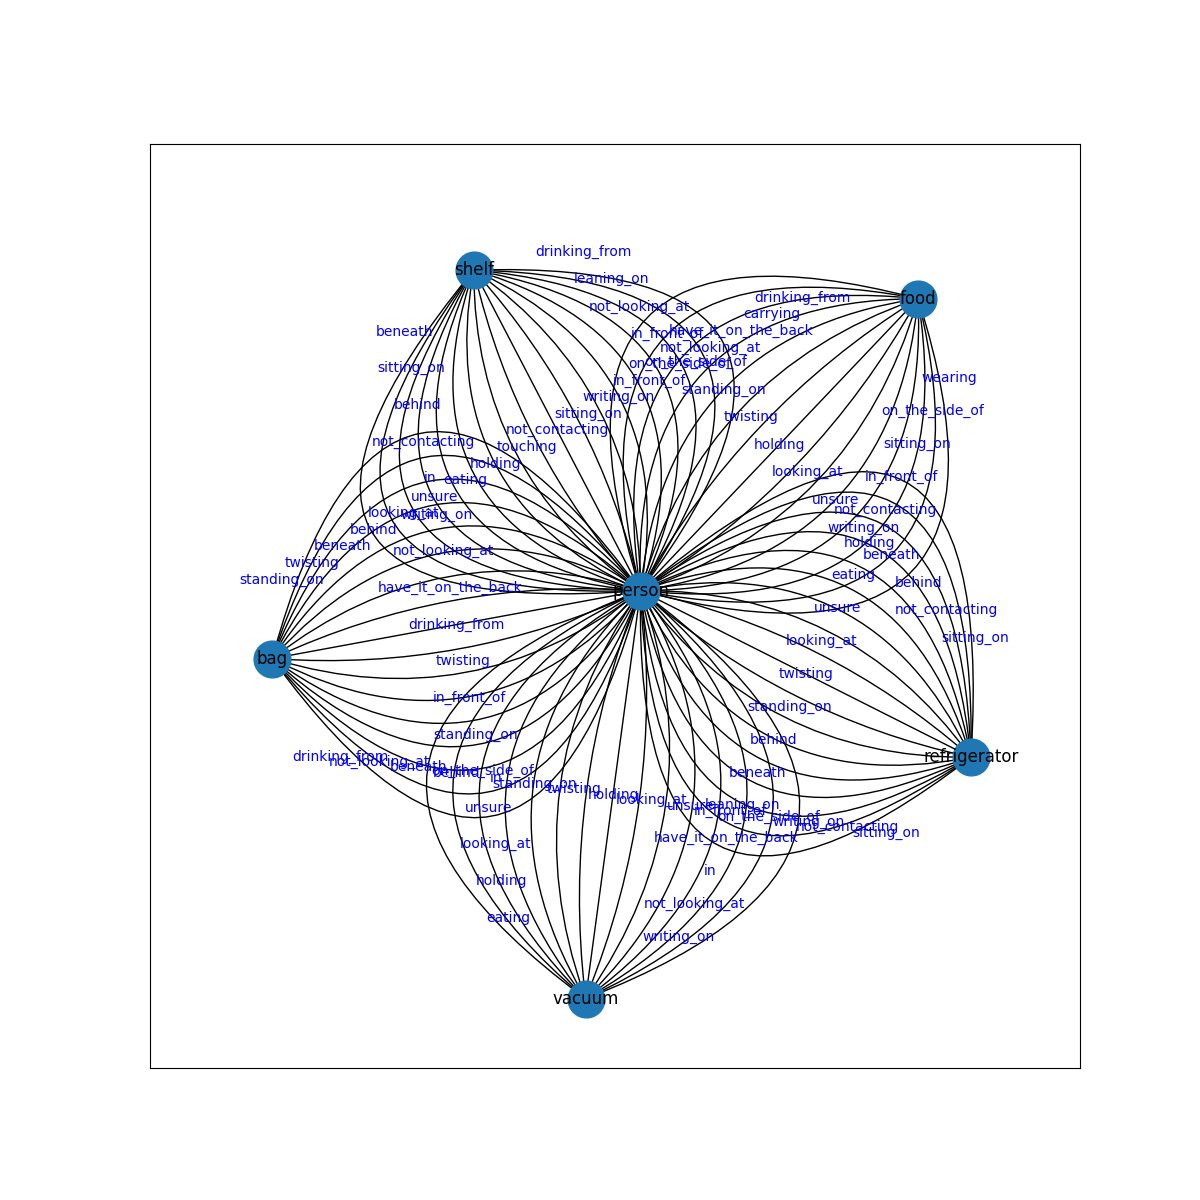 drinking_from
shelf
leaning_on
food
drinking_from
not_looking_at
carrying
beneath
have_it_on_the_back
in_front_of
not_looking_at
on_the_side_of
on_the_side_of
sitting_on
wearing
in_front_of
standing_on
writing_on
behind
on_the_side_of
sitting_on
twisting
not_contacting
not_contacting
sitting_on
holding
touching
holding
looking_at
in_front_of
in
eating
unsure
unsure
not_contacting
looking_at
writing_on
behind
writing_on
holding
beneath
not_looking_at
beneath
twisting
eating
standing_on
behind
have_it_on_the_back
person
unsure
not_contacting
drinking_from
sitting_on
looking_at
bag
twisting
twisting
in_front_of
standing_on
standing_on
behind
drinking_from
refrigerator
not_looking_at
beneath
behind
on_the_side_of
in
beneath
standing_on
twisting
holding
looking_at
unsure
unsure
leaning_on
in_front_of
on_the_side_of
writing_on
not_contacting
sitting_on
have_it_on_the_back
looking_at
in
holding
not_looking_at
eating
writing_on
vacuum